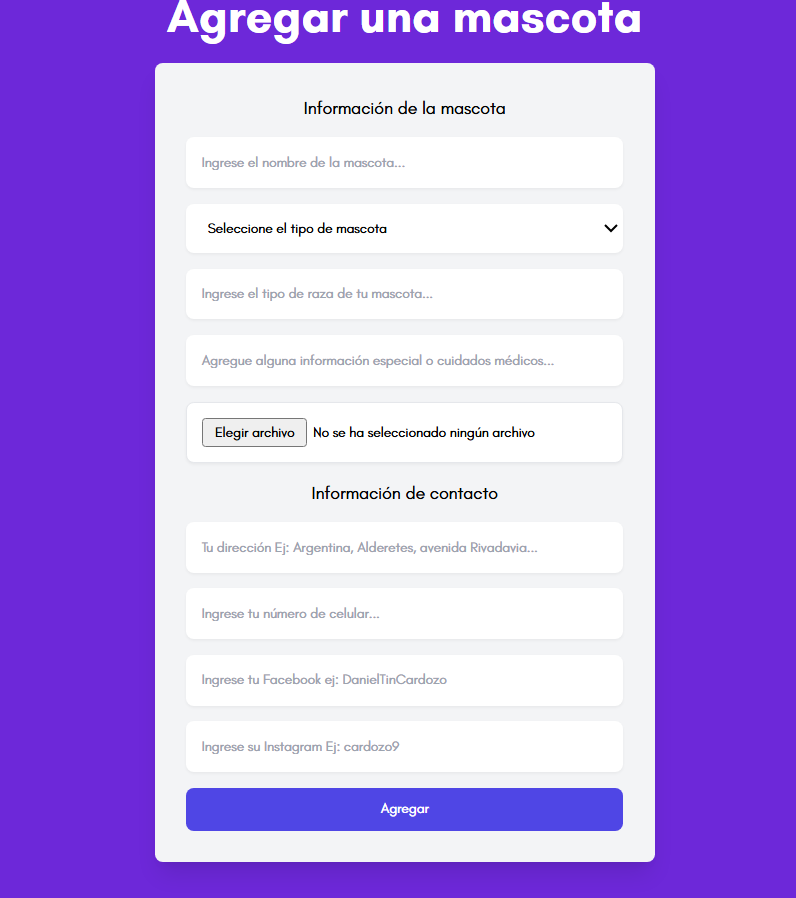 Agregar una mascota
Información de la mascota
Ingrese el nombre de la mascota...
Seleccione el tipo de mascota
Ingrese el tipo de raza de tu mascota...
Agregue alguna información especial o cuidados médicos...
Elegir archivo No se ha seleccionado ningún archivo
Información de contacto
Tu dirección Ej: Argentina, Alderetes, avenida Rivadavia...
Ingrese tu número de celular...
Ingrese tu Facebook ej: DanielTinCardozo
Ingrese su Instagram Ej: cardozo9
Agregar